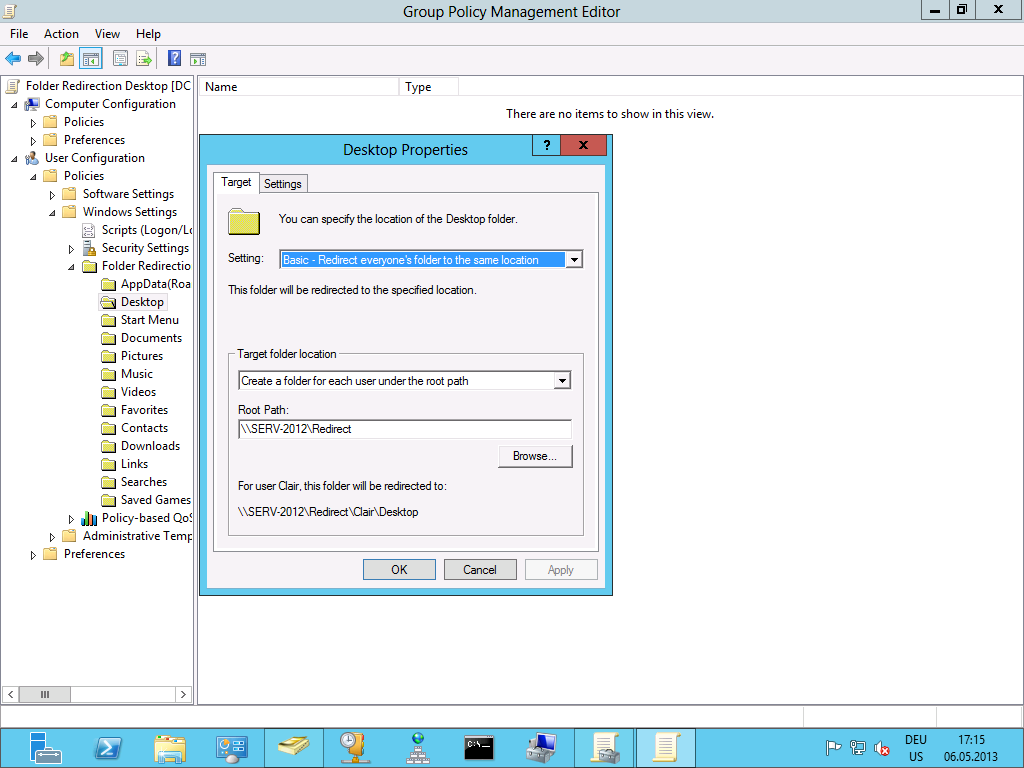 Group Policy Management Editor
File Action View Help
Folder Redirection Desktop [DC
Computer Configuration
Policies
Preferences
User Configuration
Policies
Software Settings
Windows Settings
Scripts (Logon/Lo
Security Settings
Folder Redirectio
AppData(Roa
Desktop
Start Menu
Documents
Pictures
Music
Videos
Favorites
Contacts
Downloads
Links
Searches
Saved Games
Policy-based QoS
Administrative Temp
Preferences
Name Type
There are no items to show in this view.
Desktop Properties
Target Settings
You can specify the location of the Desktop folder.
Setting: Basic - Redirect everyone's folder to the same location
This folder will be redirected to the specified location.
Target folder location
Create a folder for each user under the root path
Root Path:
\\SERV-2012\Redirect
Browse...
For user Clair, this folder will be redirected to:
\\SERV-2012\Redirect\Clair\Desktop
OK Cancel Apply
DEU 17:15
US 06.05.2013